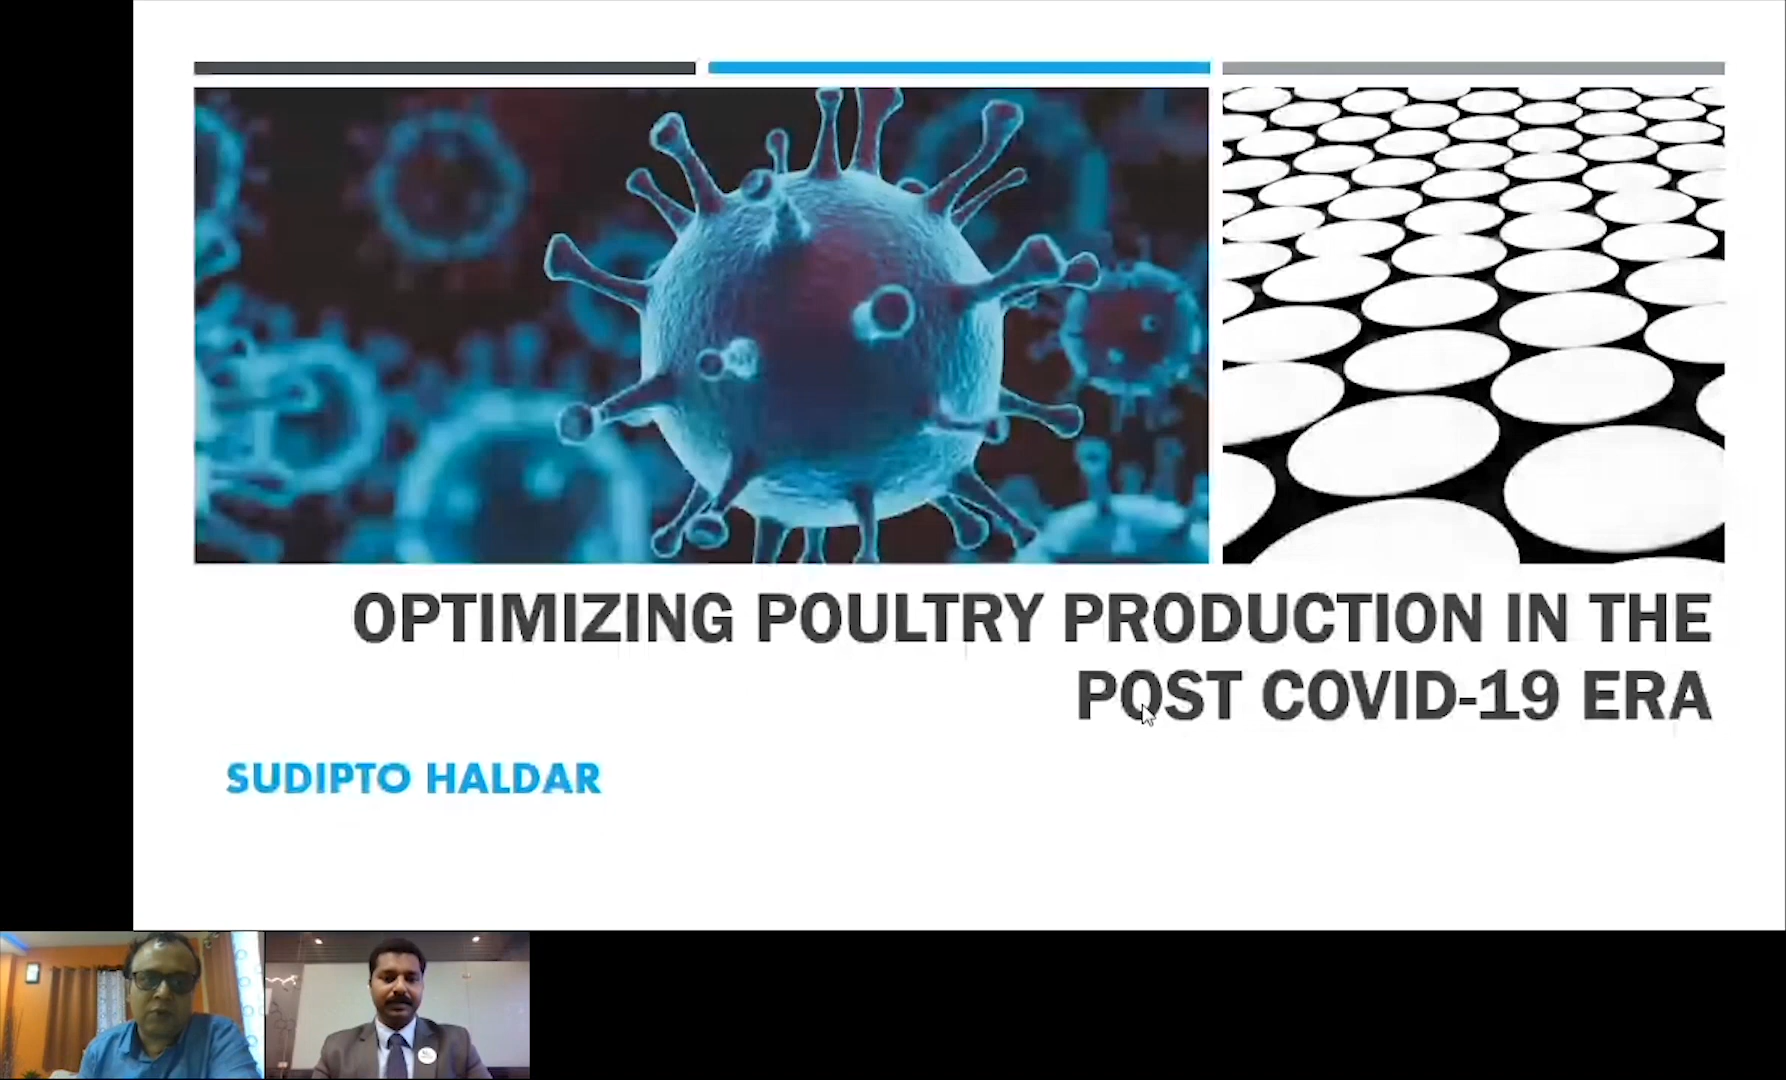 OPTIMIZING POULTRY PRODUCTION IN THE
POST COVID-19 ERA
SUDIPTO HALDAR